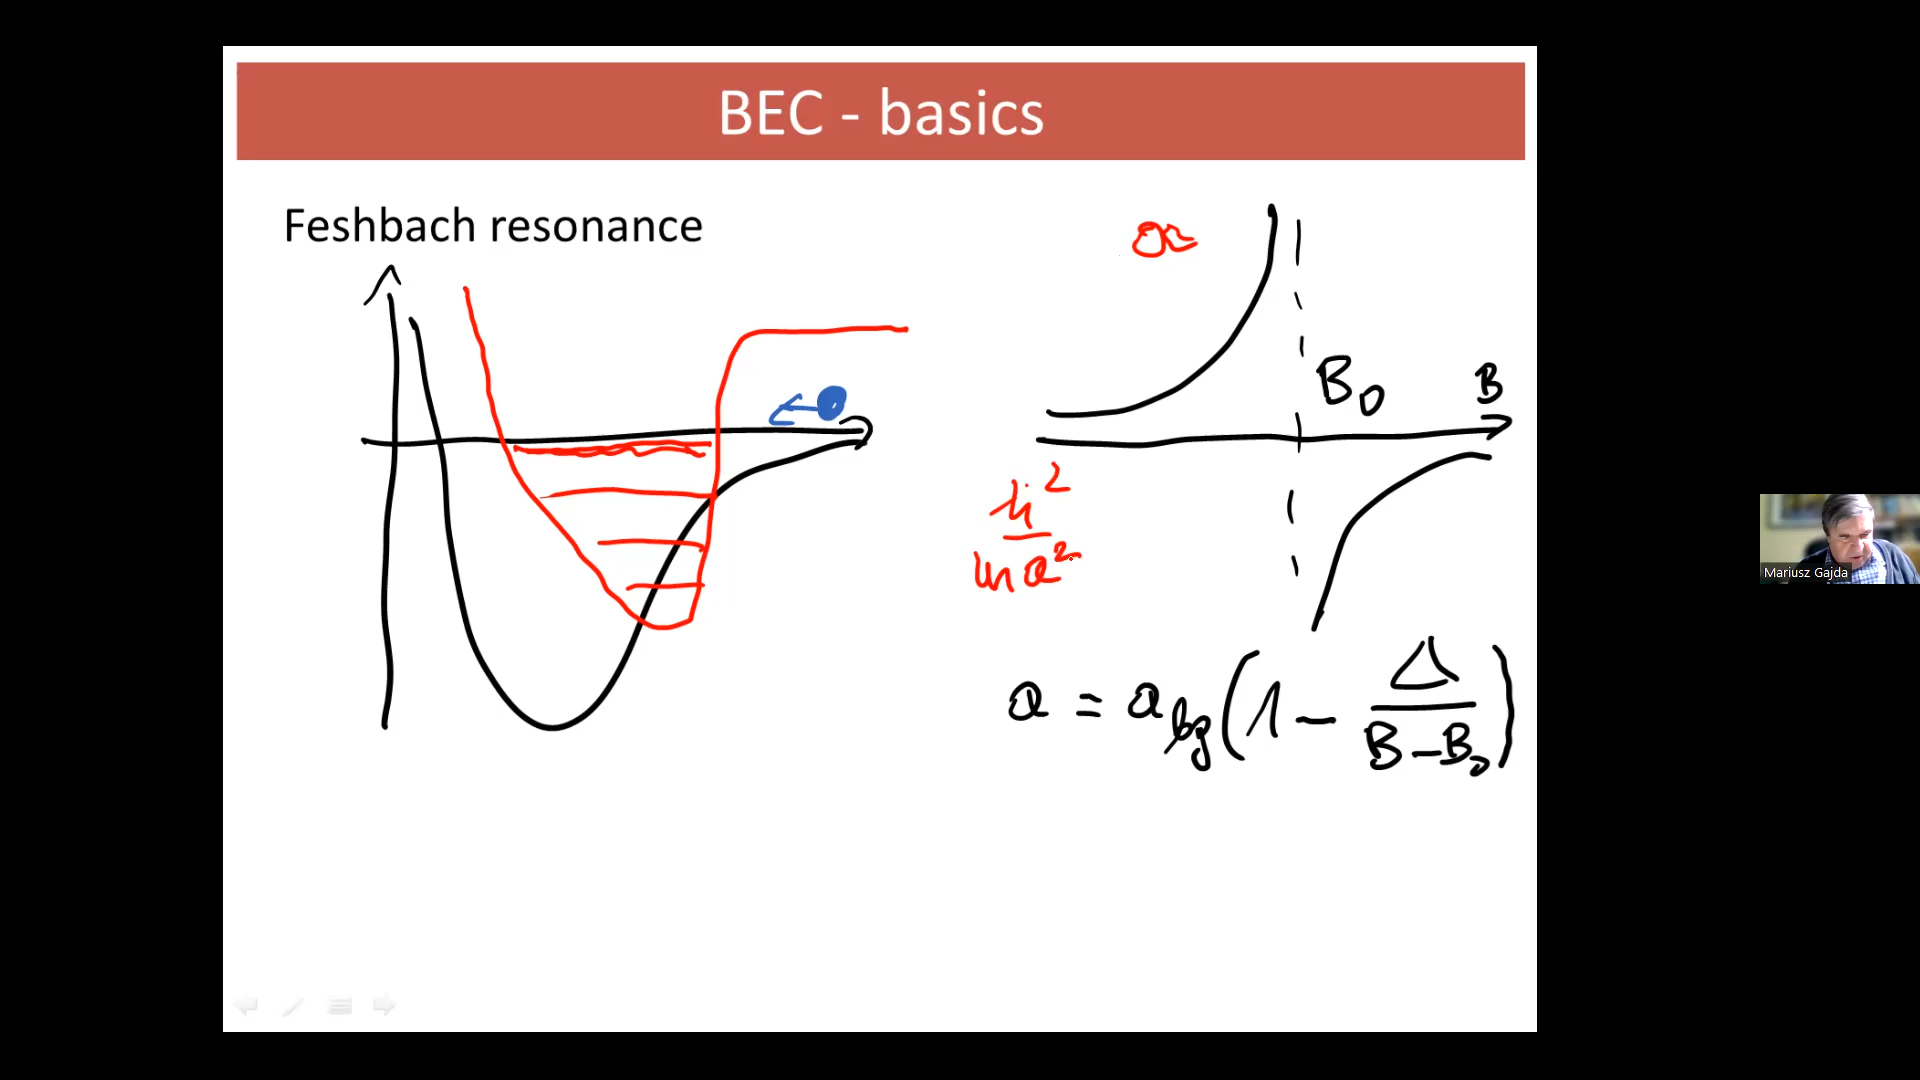 BEC - basics
Feshbach resonance
B₀
B
ħ²
ma²
a = a_bg (1 - Δ/(B - B₀))
Mariusz Gajda